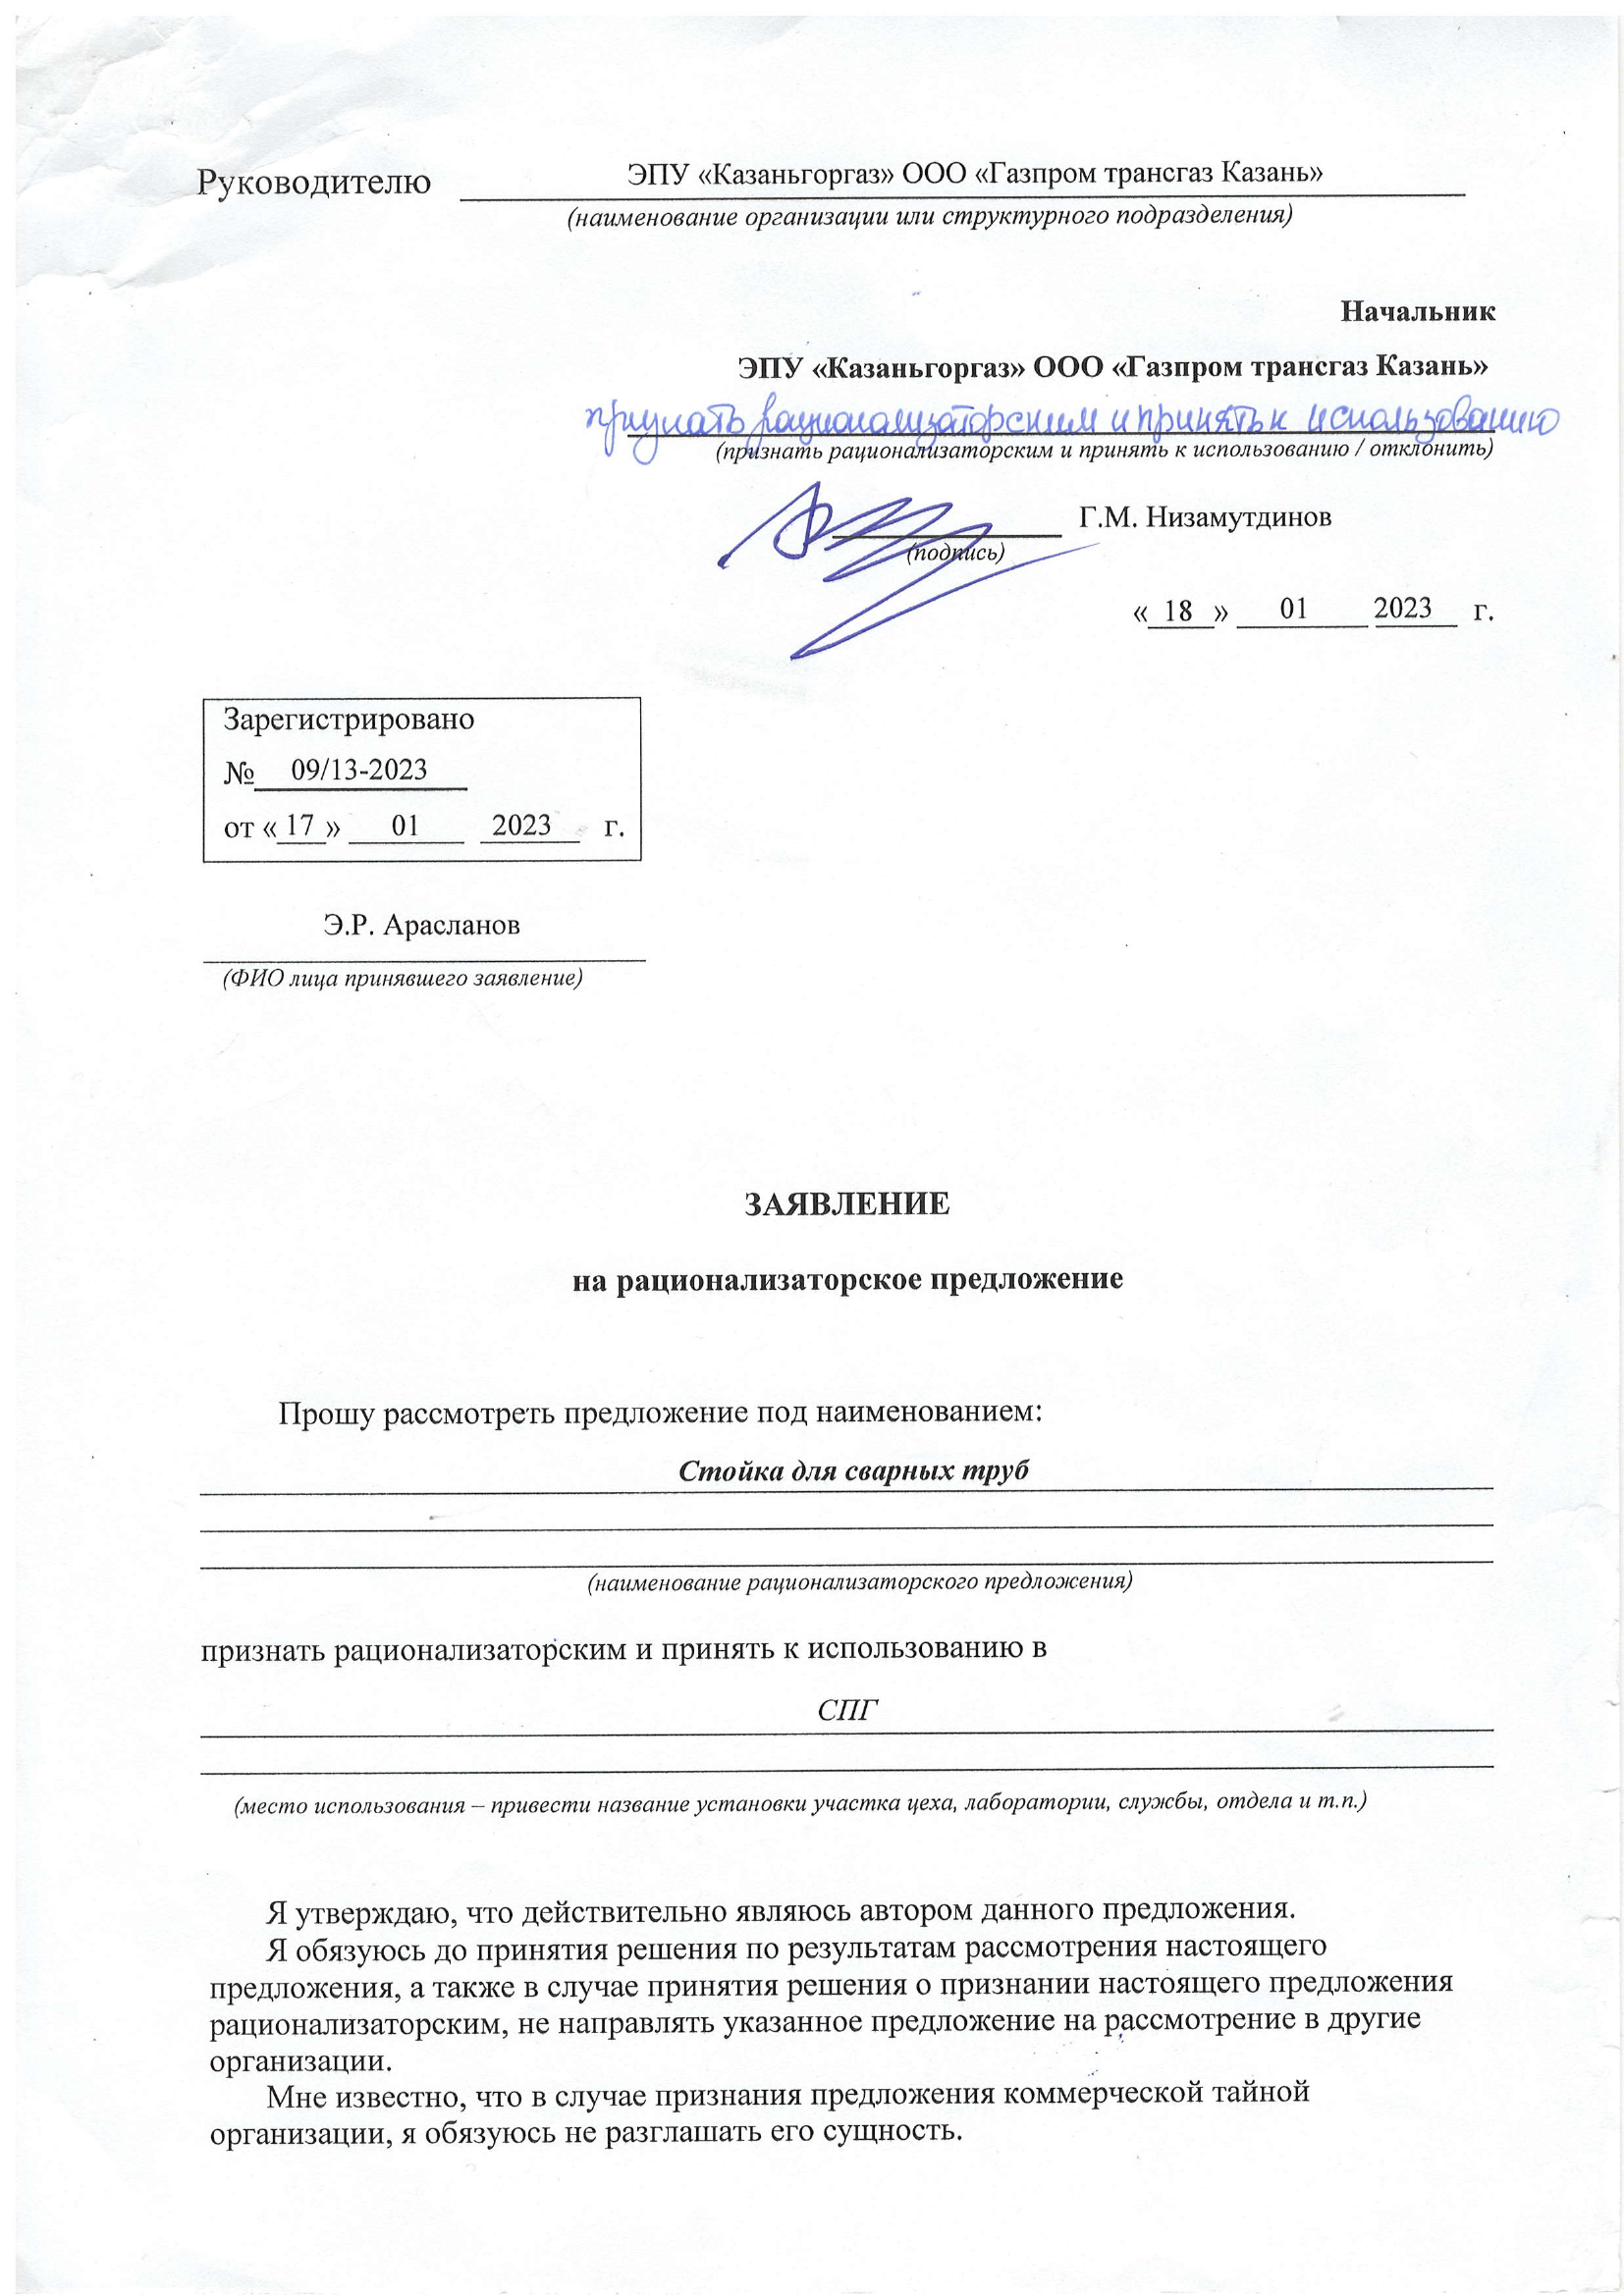 Руководителю ЭПУ «Казаньгоргаз» ООО «Газпром трансгаз Казань»
(наименование организации или структурного подразделения)
Начальник
ЭПУ «Казаньгоргаз» ООО «Газпром трансгаз Казань»
признать рационализаторским и принять к использованию
(признать рационализаторским и принять к использованию / отклонить)
Г.М. Низамутдинов
(подпись)
« 18 » 01 2023 г.
Зарегистрировано
№ 09/13-2023
от « 17 » 01 2023 г.
Э.Р. Арасланов
(ФИО лица принявшего заявление)
ЗАЯВЛЕНИЕ
на рационализаторское предложение
Прошу рассмотреть предложение под наименованием:
Стойка для сварных труб
(наименование рационализаторского предложения)
признать рационализаторским и принять к использованию в
СПГ
(место использования – привести название установки участка цеха, лаборатории, службы, отдела и т.п.)
Я утверждаю, что действительно являюсь автором данного предложения.
Я обязуюсь до принятия решения по результатам рассмотрения настоящего
предложения, а также в случае принятия решения о признании настоящего предложения
рационализаторским, не направлять указанное предложение на рассмотрение в другие
организации.
Мне известно, что в случае признания предложения коммерческой тайной
организации, я обязуюсь не разглашать его сущность.